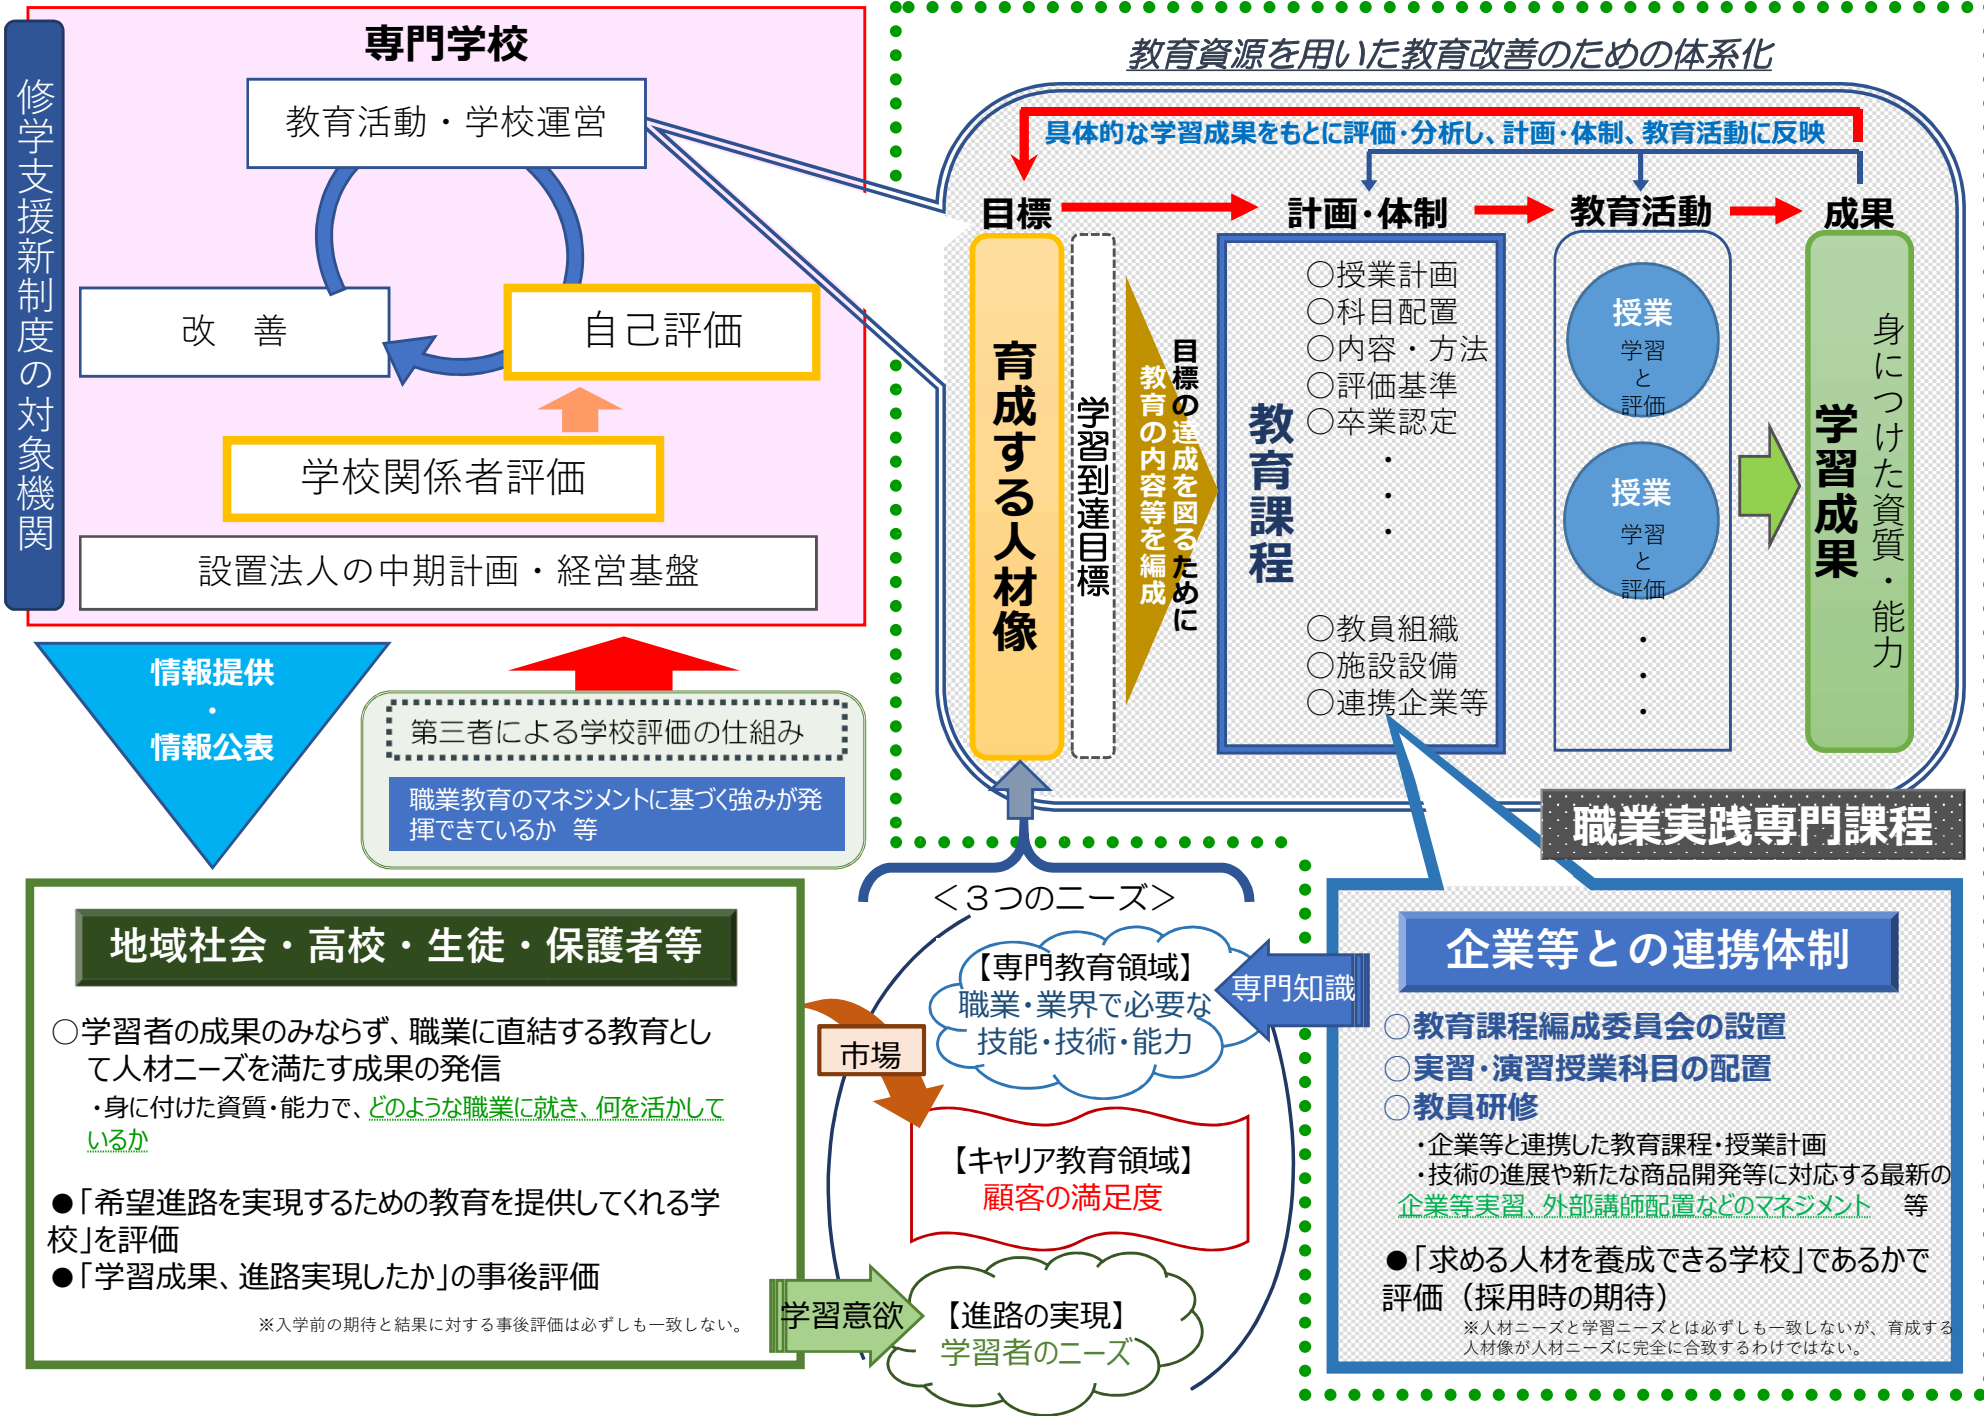 修学支援新制度の対象機関
専門学校
教育活動・学校運営
改　善
自己評価
学校関係者評価
設置法人の中期計画・経営基盤
情報提供
・
情報公表
第三者による学校評価の仕組み
職業教育のマネジメントに基づく強みが発
揮できているか　等
教育資源を用いた教育改善のための体系化
具体的な学習成果をもとに評価・分析し、計画・体制、教育活動に反映
目標
計画・体制
教育活動
成果
育成する人材像
学習到達目標
目標の達成を図るために
教育の内容等を編成
教育課程
○授業計画
○科目配置
○内容・方法
○評価基準
○卒業認定
・
・
・
○教員組織
○施設設備
○連携企業等
授業
学習
と
評価
授業
学習
と
評価
・
・
・
学習成果
身につけた資質・能力
職業実践専門課程
地域社会・高校・生徒・保護者等
○学習者の成果のみならず、職業に直結する教育とし
て人材ニーズを満たす成果の発信
・身に付けた資質・能力で、どのような職業に就き、何を活かして
いるか
●「希望進路を実現するための教育を提供してくれる学
校」を評価
●「学習成果、進路実現したか」の事後評価
※入学前の期待と結果に対する事後評価は必ずしも一致しない。
＜３つのニーズ＞
【専門教育領域】
職業・業界で必要な
技能・技術・能力
専門知識
市場
【キャリア教育領域】
顧客の満足度
学習意欲
【進路の実現】
学習者のニーズ
企業等との連携体制
○教育課程編成委員会の設置
○実習・演習授業科目の配置
○教員研修
・企業等と連携した教育課程・授業計画
・技術の進展や新たな商品開発等に対応する最新の
企業等実習、外部講師配置などのマネジメント　等
●「求める人材を養成できる学校」であるかで
評価（採用時の期待）
※人材ニーズと学習ニーズとは必ずしも一致しないが、育成する
人材像が人材ニーズに完全に合致するわけではない。